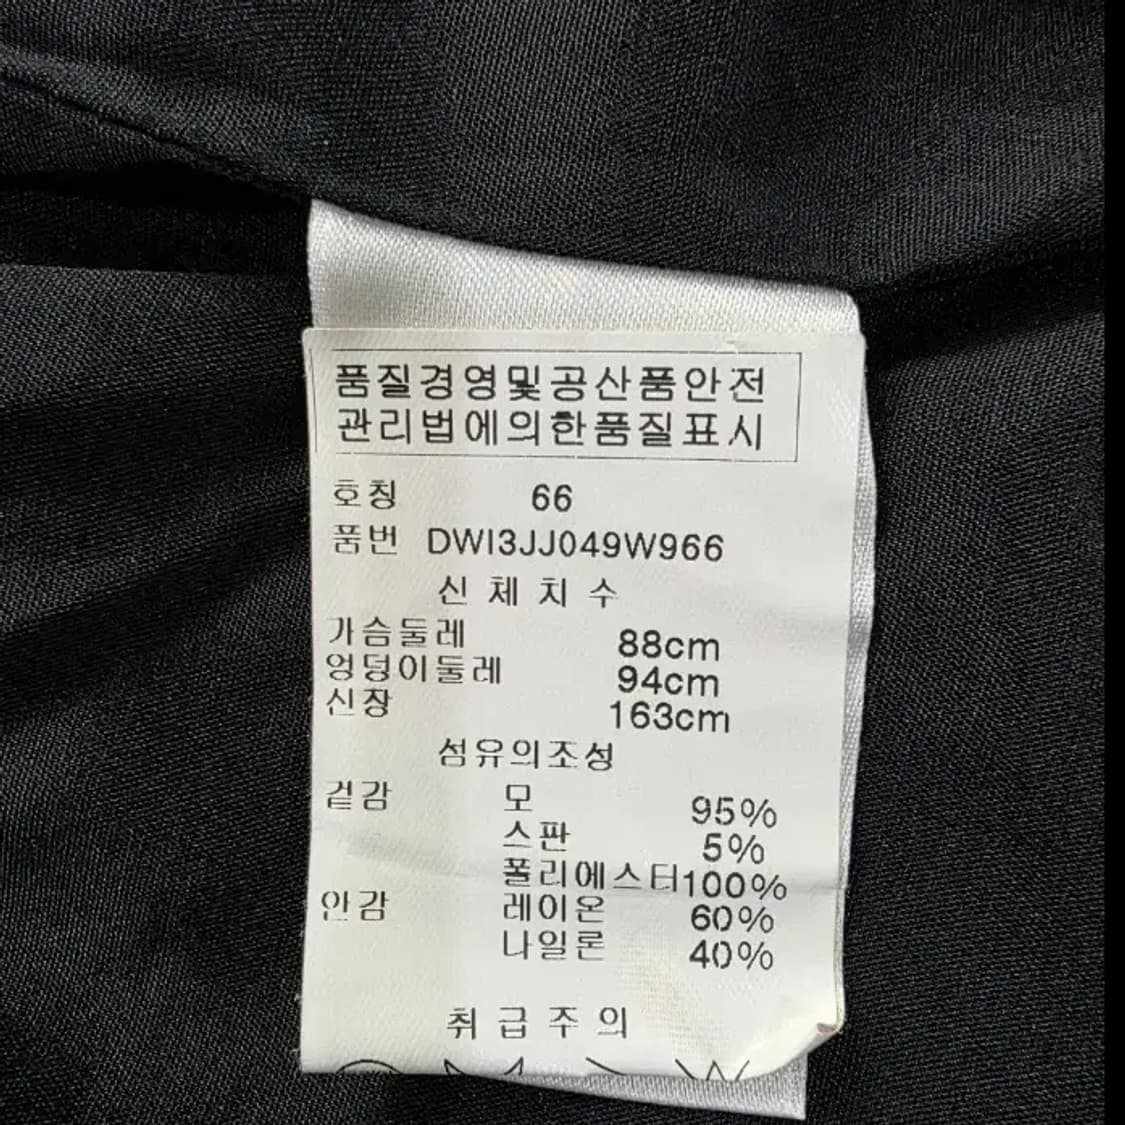 품질경영및공산품안전
관리법에의한품질표시
호칭 66
품번 DWI3JJ049W966
신체치수
가슴둘레 88cm
엉덩이둘레 94cm
신장 163cm
섬유의조성
겉감 모 95%
스판 5%
폴리에스터 100%
안감 레이온 60%
나일론 40%
취급주의